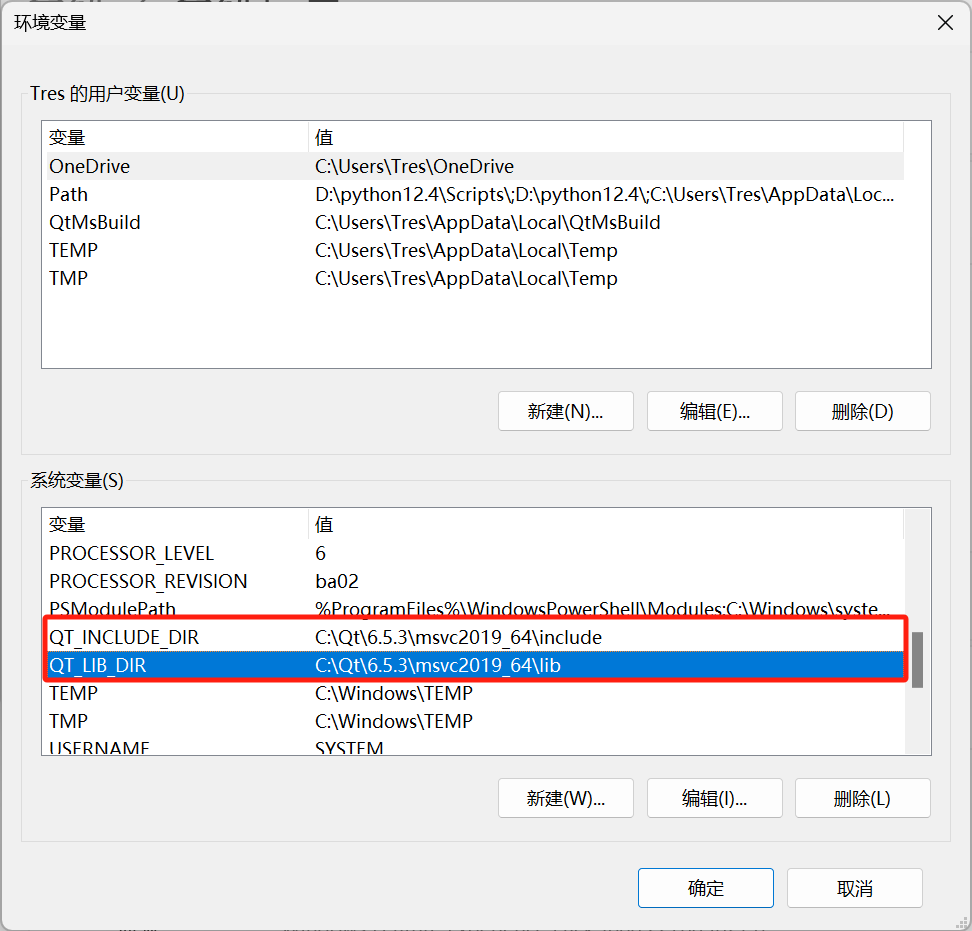 环境变量
Tres 的用户变量(U)
变量 值
OneDrive C:\Users\Tres\OneDrive
Path D:\python12.4\Scripts\;D:\python12.4\;C:\Users\Tres\AppData\Loc...
QtMsBuild C:\Users\Tres\AppData\Local\QtMsBuild
TEMP C:\Users\Tres\AppData\Local\Temp
TMP C:\Users\Tres\AppData\Local\Temp
新建(N)... 编辑(E)... 删除(D)
系统变量(S)
变量 值
PROCESSOR_LEVEL 6
PROCESSOR_REVISION ba02
PSModulePath %ProgramFiles%\WindowsPowerShell\Modules;C:\Windows\syste...
QT_INCLUDE_DIR C:\Qt\6.5.3\msvc2019_64\include
QT_LIB_DIR C:\Qt\6.5.3\msvc2019_64\lib
TEMP C:\Windows\TEMP
TMP C:\Windows\TEMP
USERNAME SYSTEM
新建(W)... 编辑(I)... 删除(L)
确定 取消